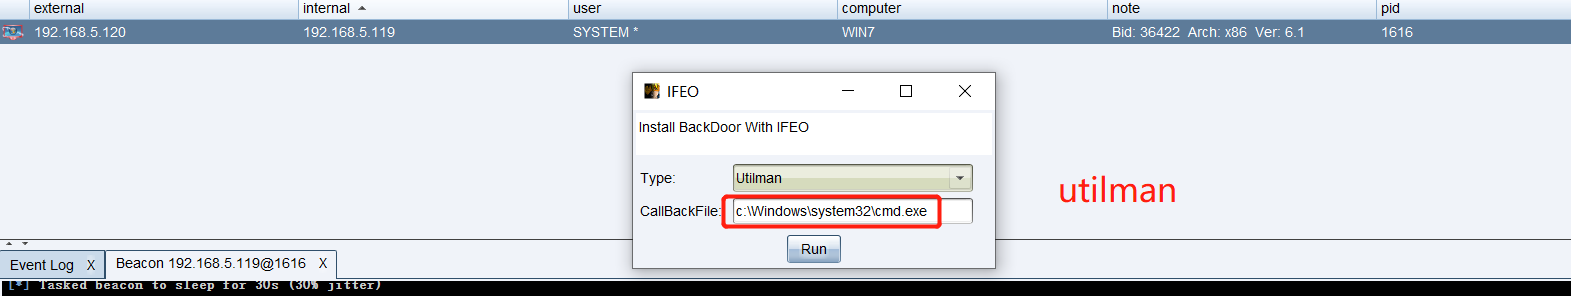 external internal user computer note pid
192.168.5.120 192.168.5.119 SYSTEM * WIN7 Bid: 36422 Arch: x86 Ver: 6.1 1616
IFEO
Install BackDoor With IFEO
Type: Utilman
CallBackFile: c:\Windows\system32\cmd.exe
Run
utilman
Event Log X Beacon 192.168.5.119@1616 X
[*] Tasked beacon to sleep for 30s (30% jitter)